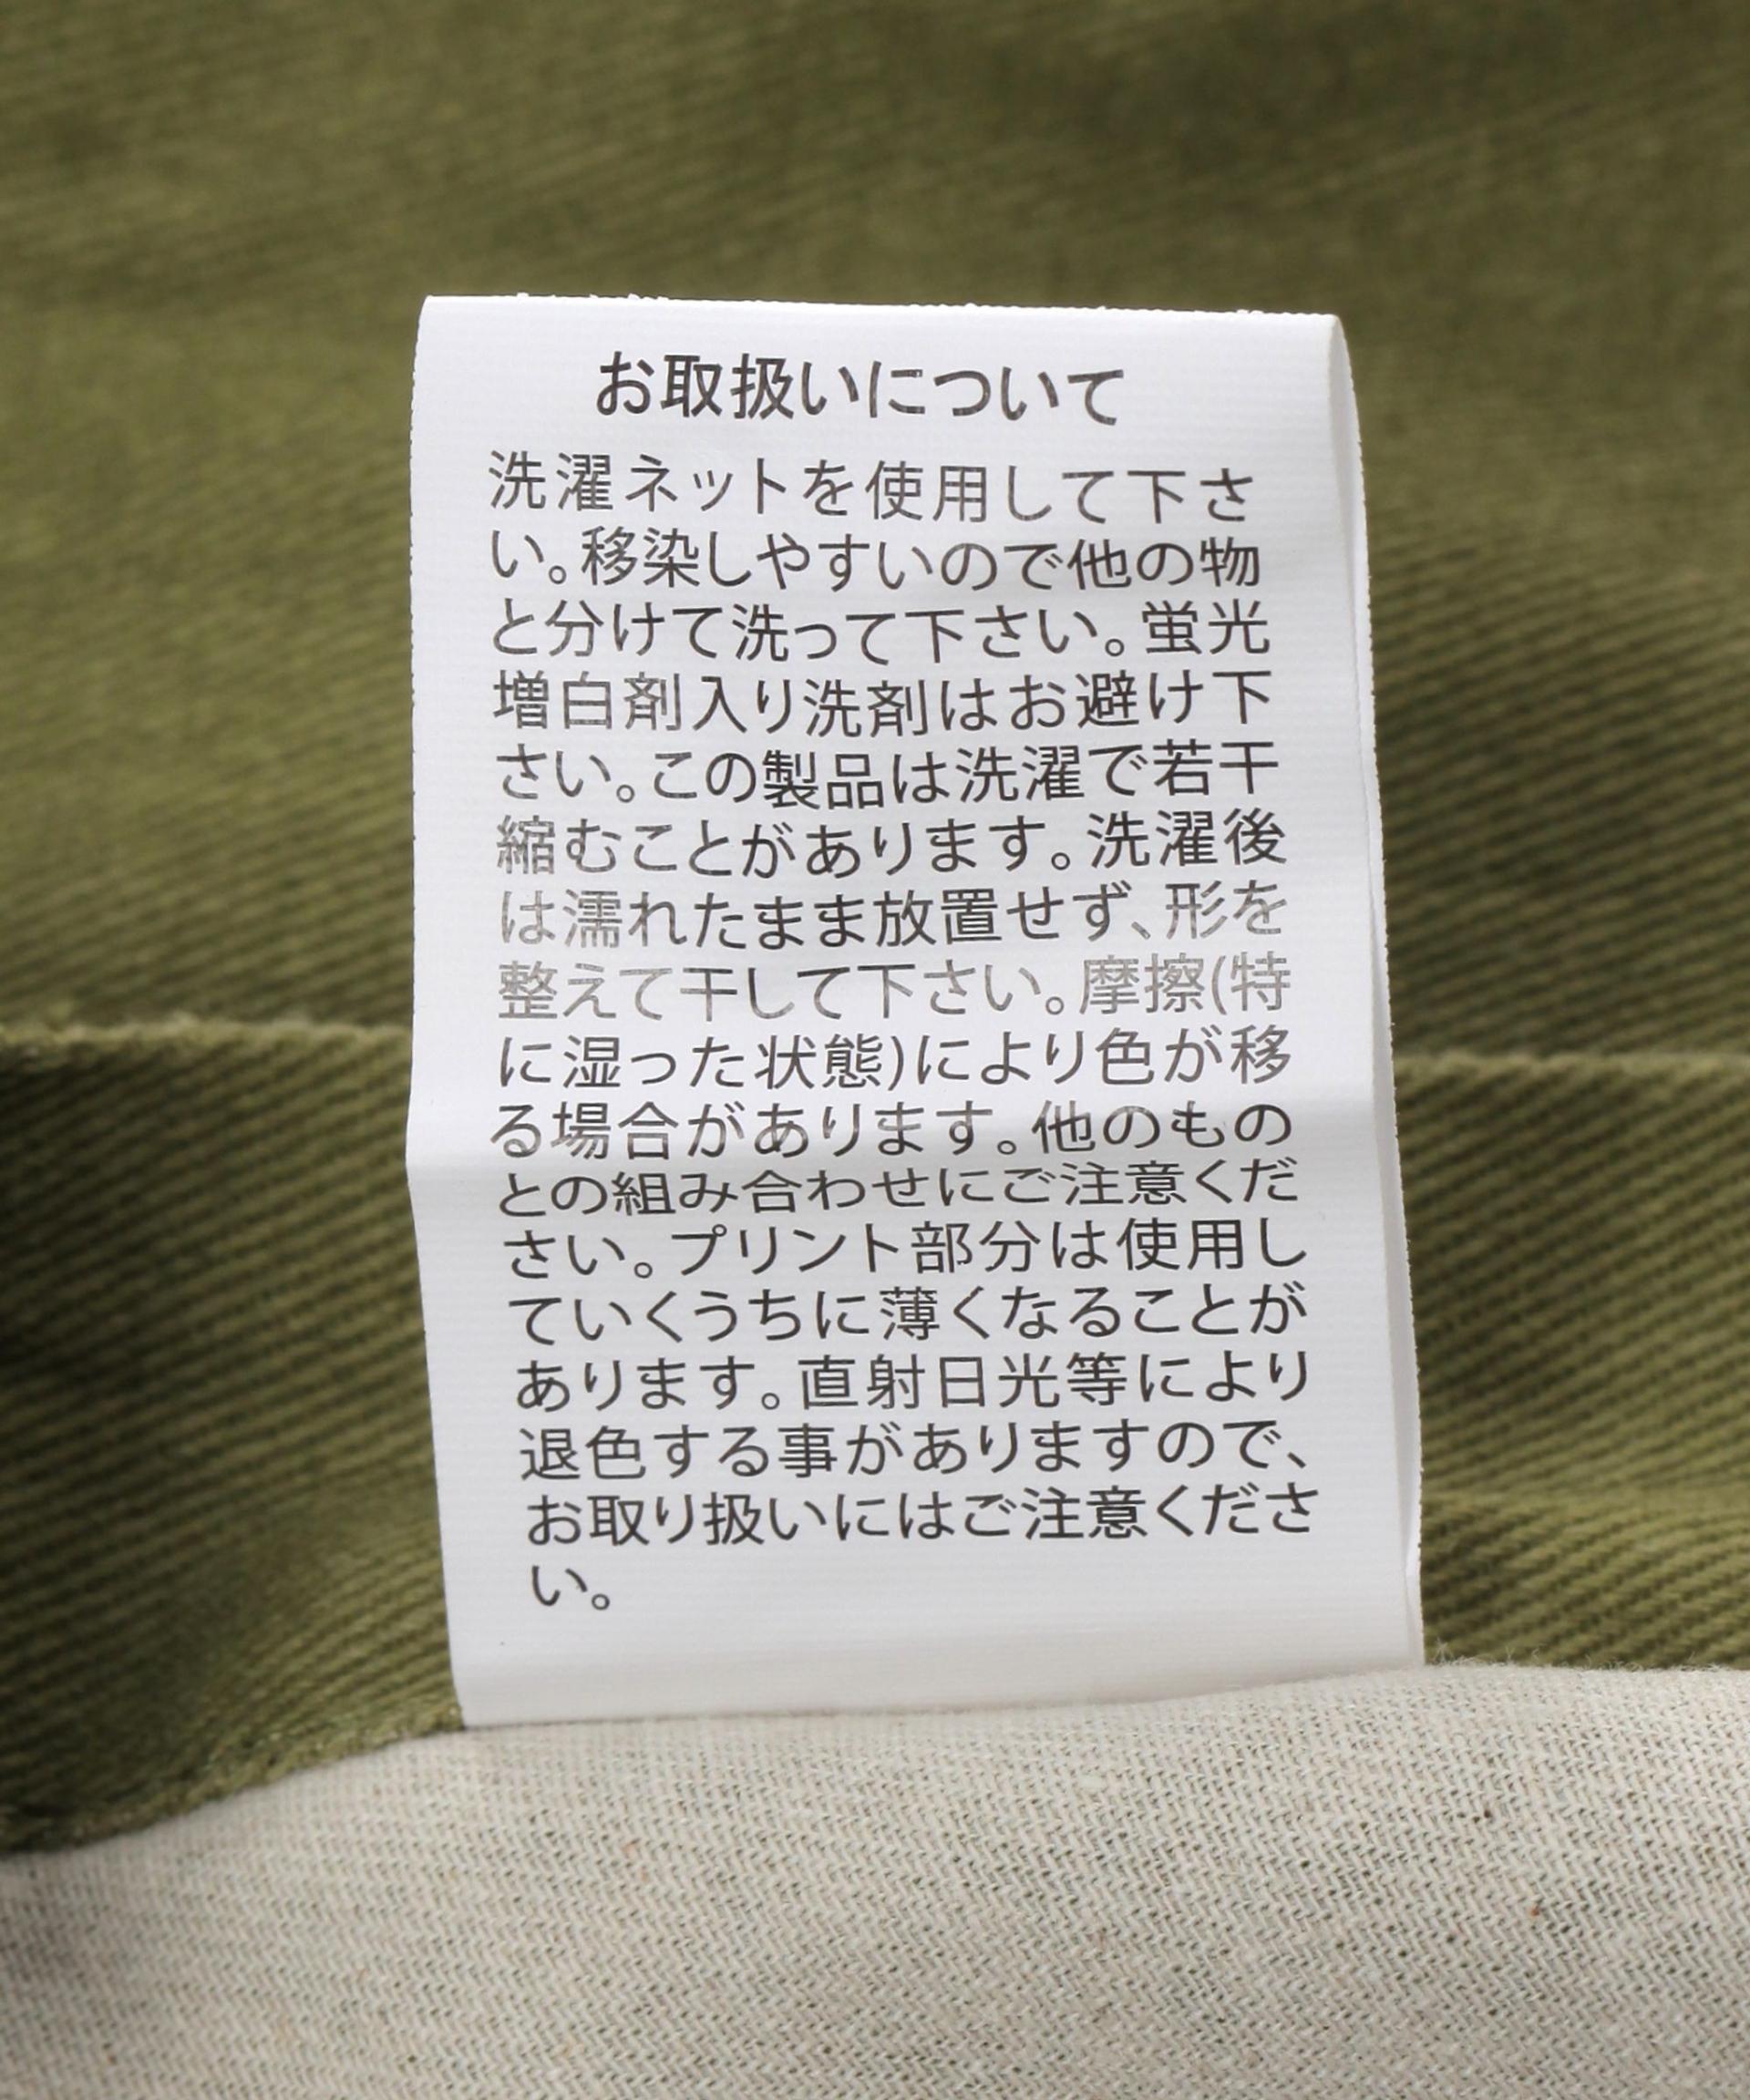 お取扱いについて
洗濯ネットを使用して下さ
い。移染しやすいので他の物
と分けて洗って下さい。蛍光
増白剤入り洗剤はお避け下
さい。この製品は洗濯で若干
縮むことがあります。洗濯後
は濡れたまま放置せず、形を
整えて干して下さい。摩擦(特
に湿った状態)により色が移
る場合があります。他のもの
との組み合わせにご注意くだ
さい。プリント部分は使用し
ていくうちに薄くなることが
あります。直射日光等により
退色する事がありますので、
お取り扱いにはご注意くださ
い。